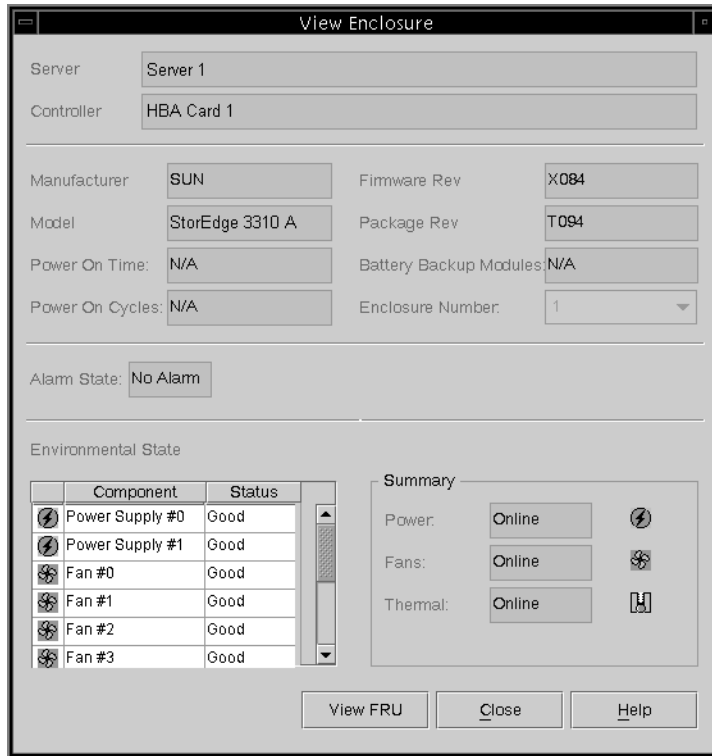 View Enclosure
Server Server 1
Controller HBA Card 1
Manufacturer SUN Firmware Rev X084
Model StorEdge 3310 A Package Rev T094
Power On Time: N/A Battery Backup Modules: N/A
Power On Cycles: N/A Enclosure Number: 1
Alarm State: No Alarm
Environmental State
Component Status
Power Supply #0 Good
Power Supply #1 Good
Fan #0 Good
Fan #1 Good
Fan #2 Good
Fan #3 Good
Summary
Power: Online
Fans: Online
Thermal: Online
View FRU Close Help